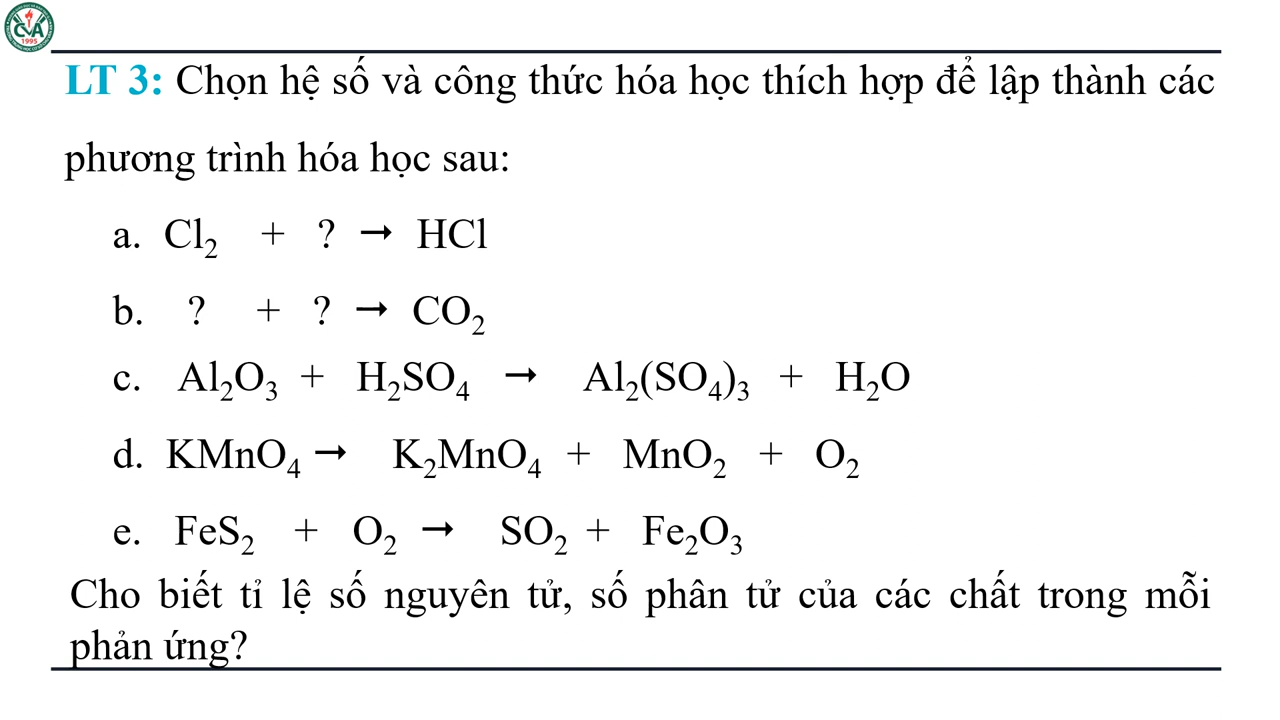 CVA
1995
LT 3: Chọn hệ số và công thức hóa học thích hợp để lập thành các
phương trình hóa học sau:
a. Cl₂ + ? → HCl
b. ? + ? → CO₂
c. Al₂O₃ + H₂SO₄ → Al₂(SO₄)₃ + H₂O
d. KMnO₄ → K₂MnO₄ + MnO₂ + O₂
e. FeS₂ + O₂ → SO₂ + Fe₂O₃
Cho biết tỉ lệ số nguyên tử, số phân tử của các chất trong mỗi
phản ứng?